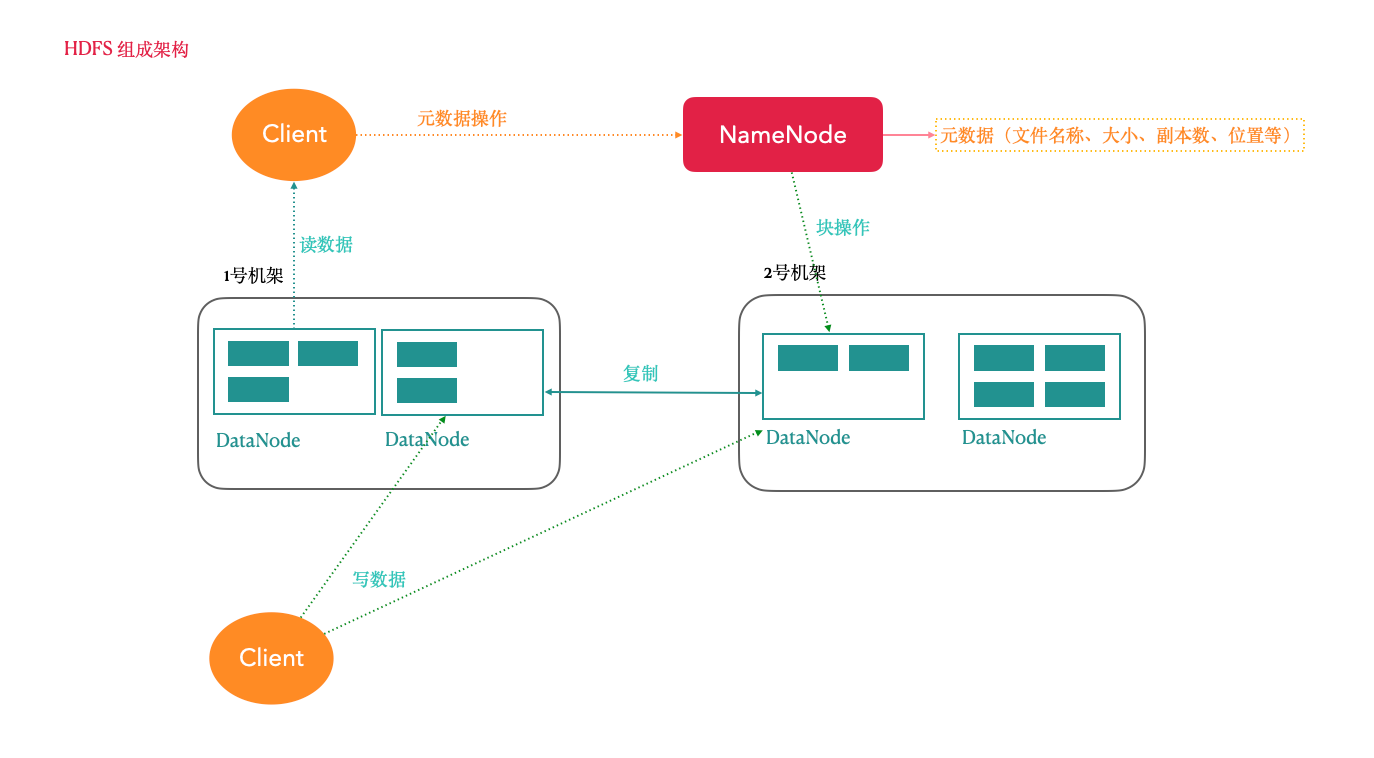 HDFS 组成架构
Client
元数据操作
NameNode
元数据（文件名称、大小、副本数、位置等）
读数据
块操作
1号机架
2号机架
复制
DataNode
DataNode
DataNode
DataNode
写数据
Client